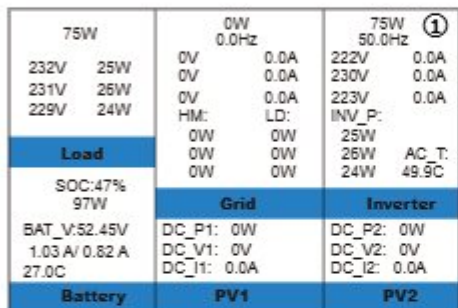 75W
232V 25W
231V 26W
229V 24W
Load
0W
0.0Hz
0V 0.0A
0V 0.0A
0V 0.0A
HM: LD:
0W 0W
0W 0W
0W 0W
Grid
75W ①
50.0Hz
222V 0.0A
230V 0.0A
223V 0.0A
INV_P:
25W
26W AC_T:
24W 49.9C
Inverter
SOC:47%
97W
BAT_V:52.45V
1.03 A/ 0.82 A
27.0C
Battery
DC_P1: 0W
DC_V1: 0V
DC_I1: 0.0A
PV1
DC_P2: 0W
DC_V2: 0V
DC_I2: 0.0A
PV2